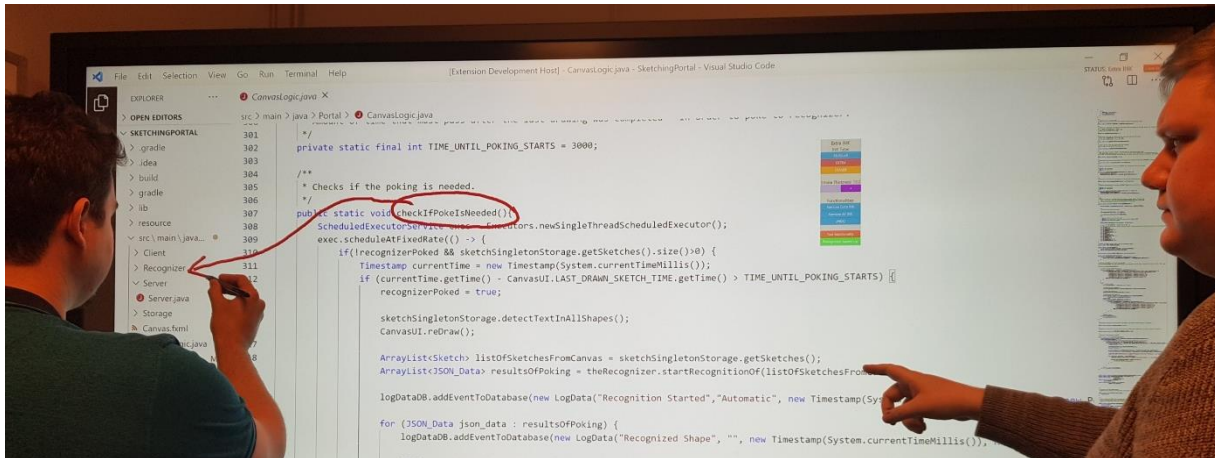 File Edit Selection View Go Run Terminal Help
[Extension Development Host] - CanvasLogic.java - SketchingPortal - Visual Studio Code
EXPLORER ...
CanvasLogic.java ×
OPEN EDITORS
src > main > java > Portal > CanvasLogic.java
SKETCHINGPORTAL
.gradle
.idea
build
gradle
lib
resource
src \ main \ java...
Client
Recognizer
Server
Server.java
Storage
Canvas.fxml
301 */
302 private static final int TIME_UNTIL_POKING_STARTS = 3000;
303
304 /**
305 * Checks if the poking is needed.
306 */
307 public static void checkIfPokeIsNeeded(){
308 ScheduledExecutorService exec = Executors.newSingleThreadScheduledExecutor();
309 exec.scheduleAtFixedRate(() -> {
310 if(!recognizerPoked && sketchSingletonStorage.getSketches().size()>0) {
311 Timestamp currentTime = new Timestamp(System.currentTimeMillis());
12 if (currentTime.getTime() - CanvasUI.LAST_DRAWN_SKETCH_TIME.getTime() > TIME_UNTIL_POKING_STARTS) {
recognizerPoked = true;
sketchSingletonStorage.detectTextInAllShapes();
CanvasUI.reDraw();
ArrayList<Sketch> listOfSketchesFromCanvas = sketchSingletonStorage.getSketches();
ArrayList<JSON_Data> resultsOfPoking = theRecognizer.startRecognitionOf(listOfSketchesFrom
logDataDB.addEventToDatabase(new LogData("Recognition Started","Automatic", new Timestamp(Sys
for (JSON_Data json_data : resultsOfPoking) {
logDataDB.addEventToDatabase(new LogData("Recognized Shape", "", new Timestamp(System.currentTimeMillis()),